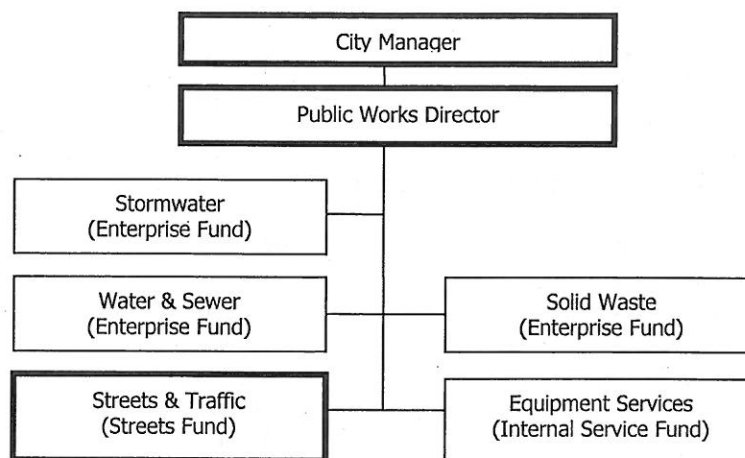 City Manager
Public Works Director
Stormwater
(Enterprise Fund)
Water & Sewer
(Enterprise Fund)
Solid Waste
(Enterprise Fund)
Streets & Traffic
(Streets Fund)
Equipment Services
(Internal Service Fund)